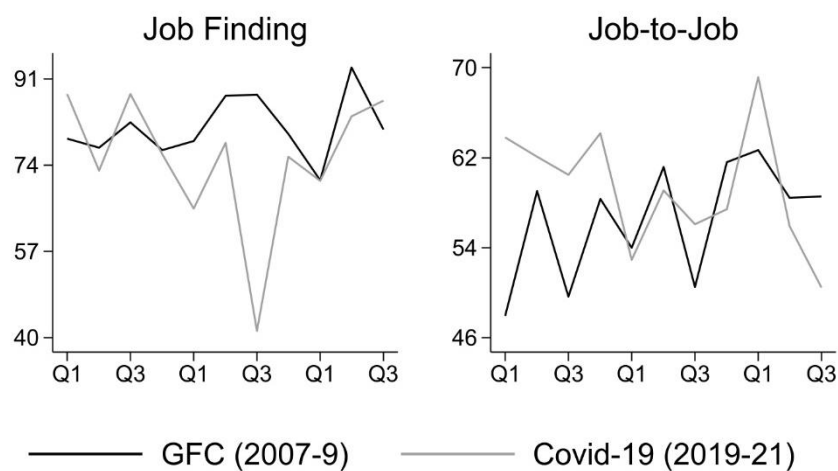 Job Finding
Job-to-Job
91
74
57
40
70
62
54
46
Q1 Q3 Q1 Q3 Q1 Q3
Q1 Q3 Q1 Q3 Q1 Q3
GFC (2007-9)
Covid-19 (2019-21)